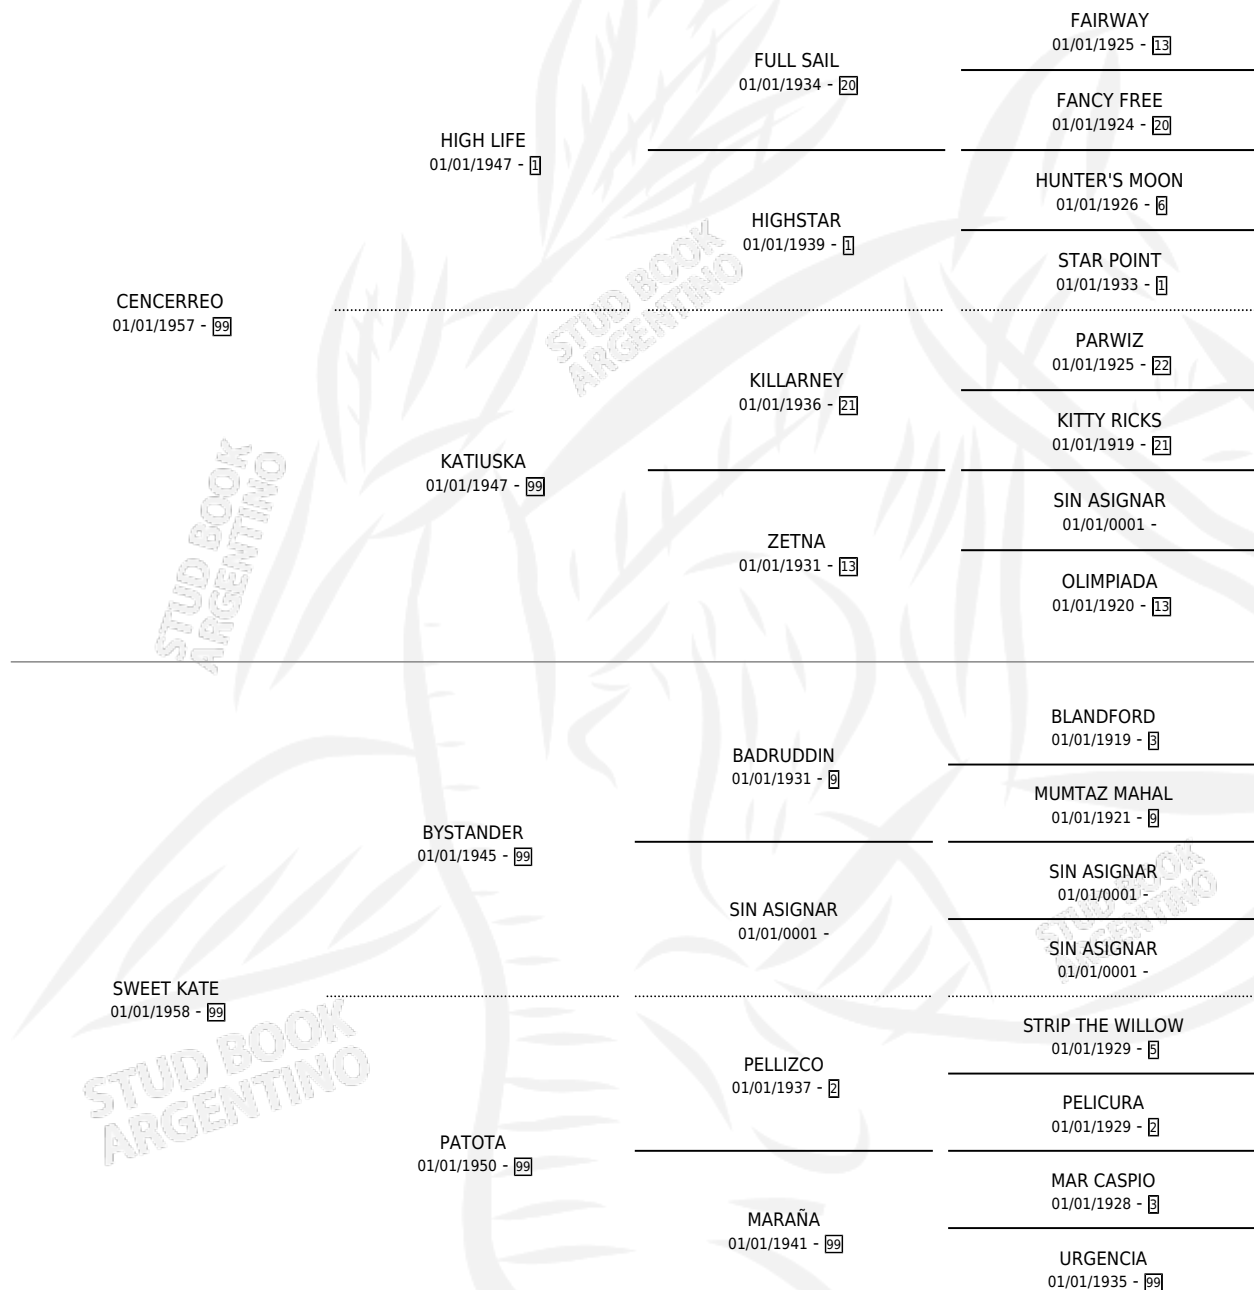 FAIRWAY
01/01/1925 - 13
FULL SAIL
01/01/1934 - 20
FANCY FREE
01/01/1924 - 20
HIGH LIFE
01/01/1947 - 1
HUNTER'S MOON
01/01/1926 - 6
HIGHSTAR
01/01/1939 - 1
STAR POINT
01/01/1933 - 1
CENCERREO
01/01/1957 - 99
PARWIZ
01/01/1925 - 22
KILLARNEY
01/01/1936 - 21
KITTY RICKS
01/01/1919 - 21
KATIUSKA
01/01/1947 - 99
SIN ASIGNAR
01/01/0001 -
ZETNA
01/01/1931 - 13
OLIMPIADA
01/01/1920 - 13
BLANDFORD
01/01/1919 - 3
BADRUDDIN
01/01/1931 - 9
MUMTAZ MAHAL
01/01/1921 - 9
BYSTANDER
01/01/1945 - 99
SIN ASIGNAR
01/01/0001 -
SIN ASIGNAR
01/01/0001 -
SIN ASIGNAR
01/01/0001 -
SWEET KATE
01/01/1958 - 99
STRIP THE WILLOW
01/01/1929 - 5
PELLIZCO
01/01/1937 - 2
PELICURA
01/01/1929 - 2
PATOTA
01/01/1950 - 99
MAR CASPIO
01/01/1928 - 3
MARAÑA
01/01/1941 - 99
URGENCIA
01/01/1935 - 99
STUD BOOK
ARGENTINO
STUD BOOK
ARGENTINO
STUD BOOK
ARGENTINO
STUD BOOK
ARGENTINO